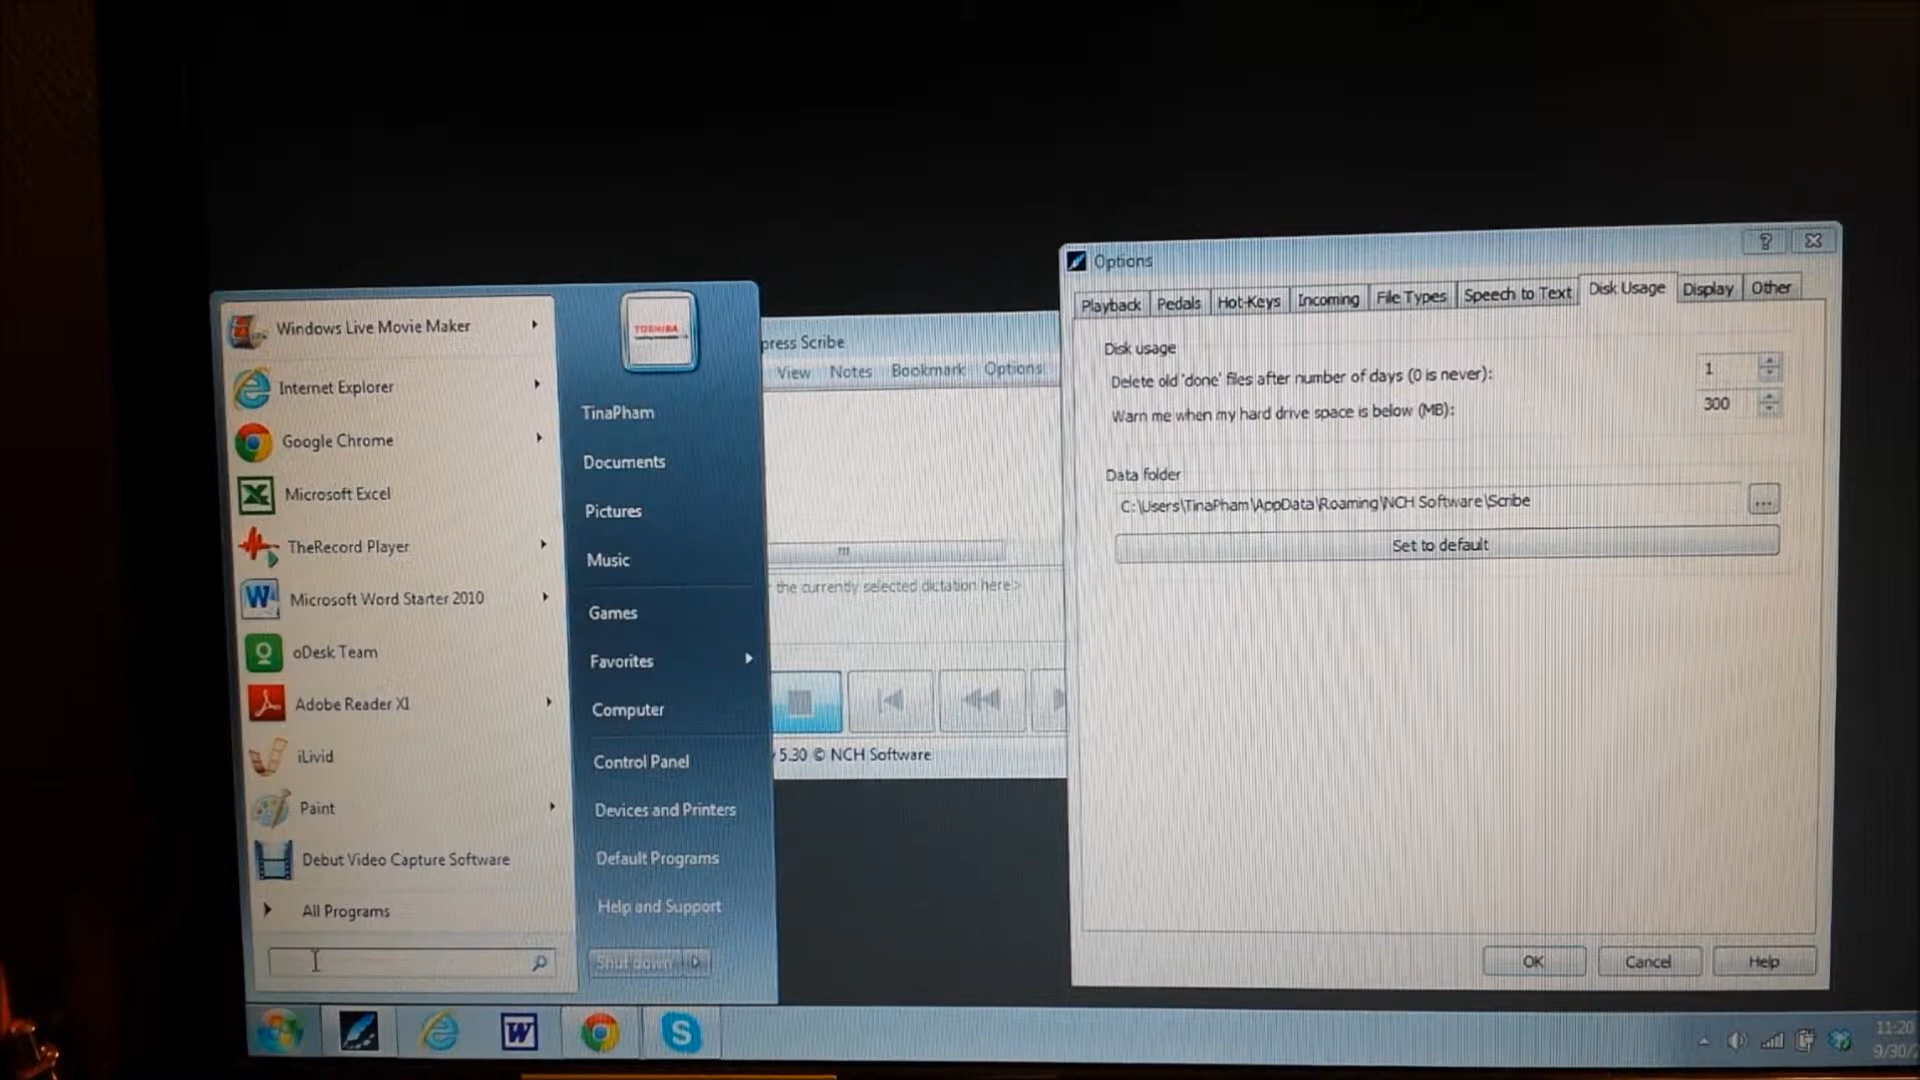 Windows Live Movie Maker
Internet Explorer
Google Chrome
Microsoft Excel
TheRecord Player
Microsoft Word Starter 2010
oDesk Team
Adobe Reader XI
iLivid
Paint
Debut Video Capture Software
All Programs
TOSHIBA
TinaPham
Documents
Pictures
Music
Games
Favorites
Computer
Control Panel
Devices and Printers
Default Programs
Help and Support
Shut down
press Scribe
View Notes Bookmark Options
the currently selected dictation here>
5.30 © NCH Software
Options
Playback Pedals Hot-Keys Incoming File Types Speech to Text Disk Usage Display Other
Disk usage
Delete old 'done' files after number of days (0 is never): 1
Warn me when my hard drive space is below (MB): 300
Data folder
C:\Users\TinaPham\AppData\Roaming\NCH Software\Scribe ...
Set to default
OK Cancel Help
11:20
9/30/